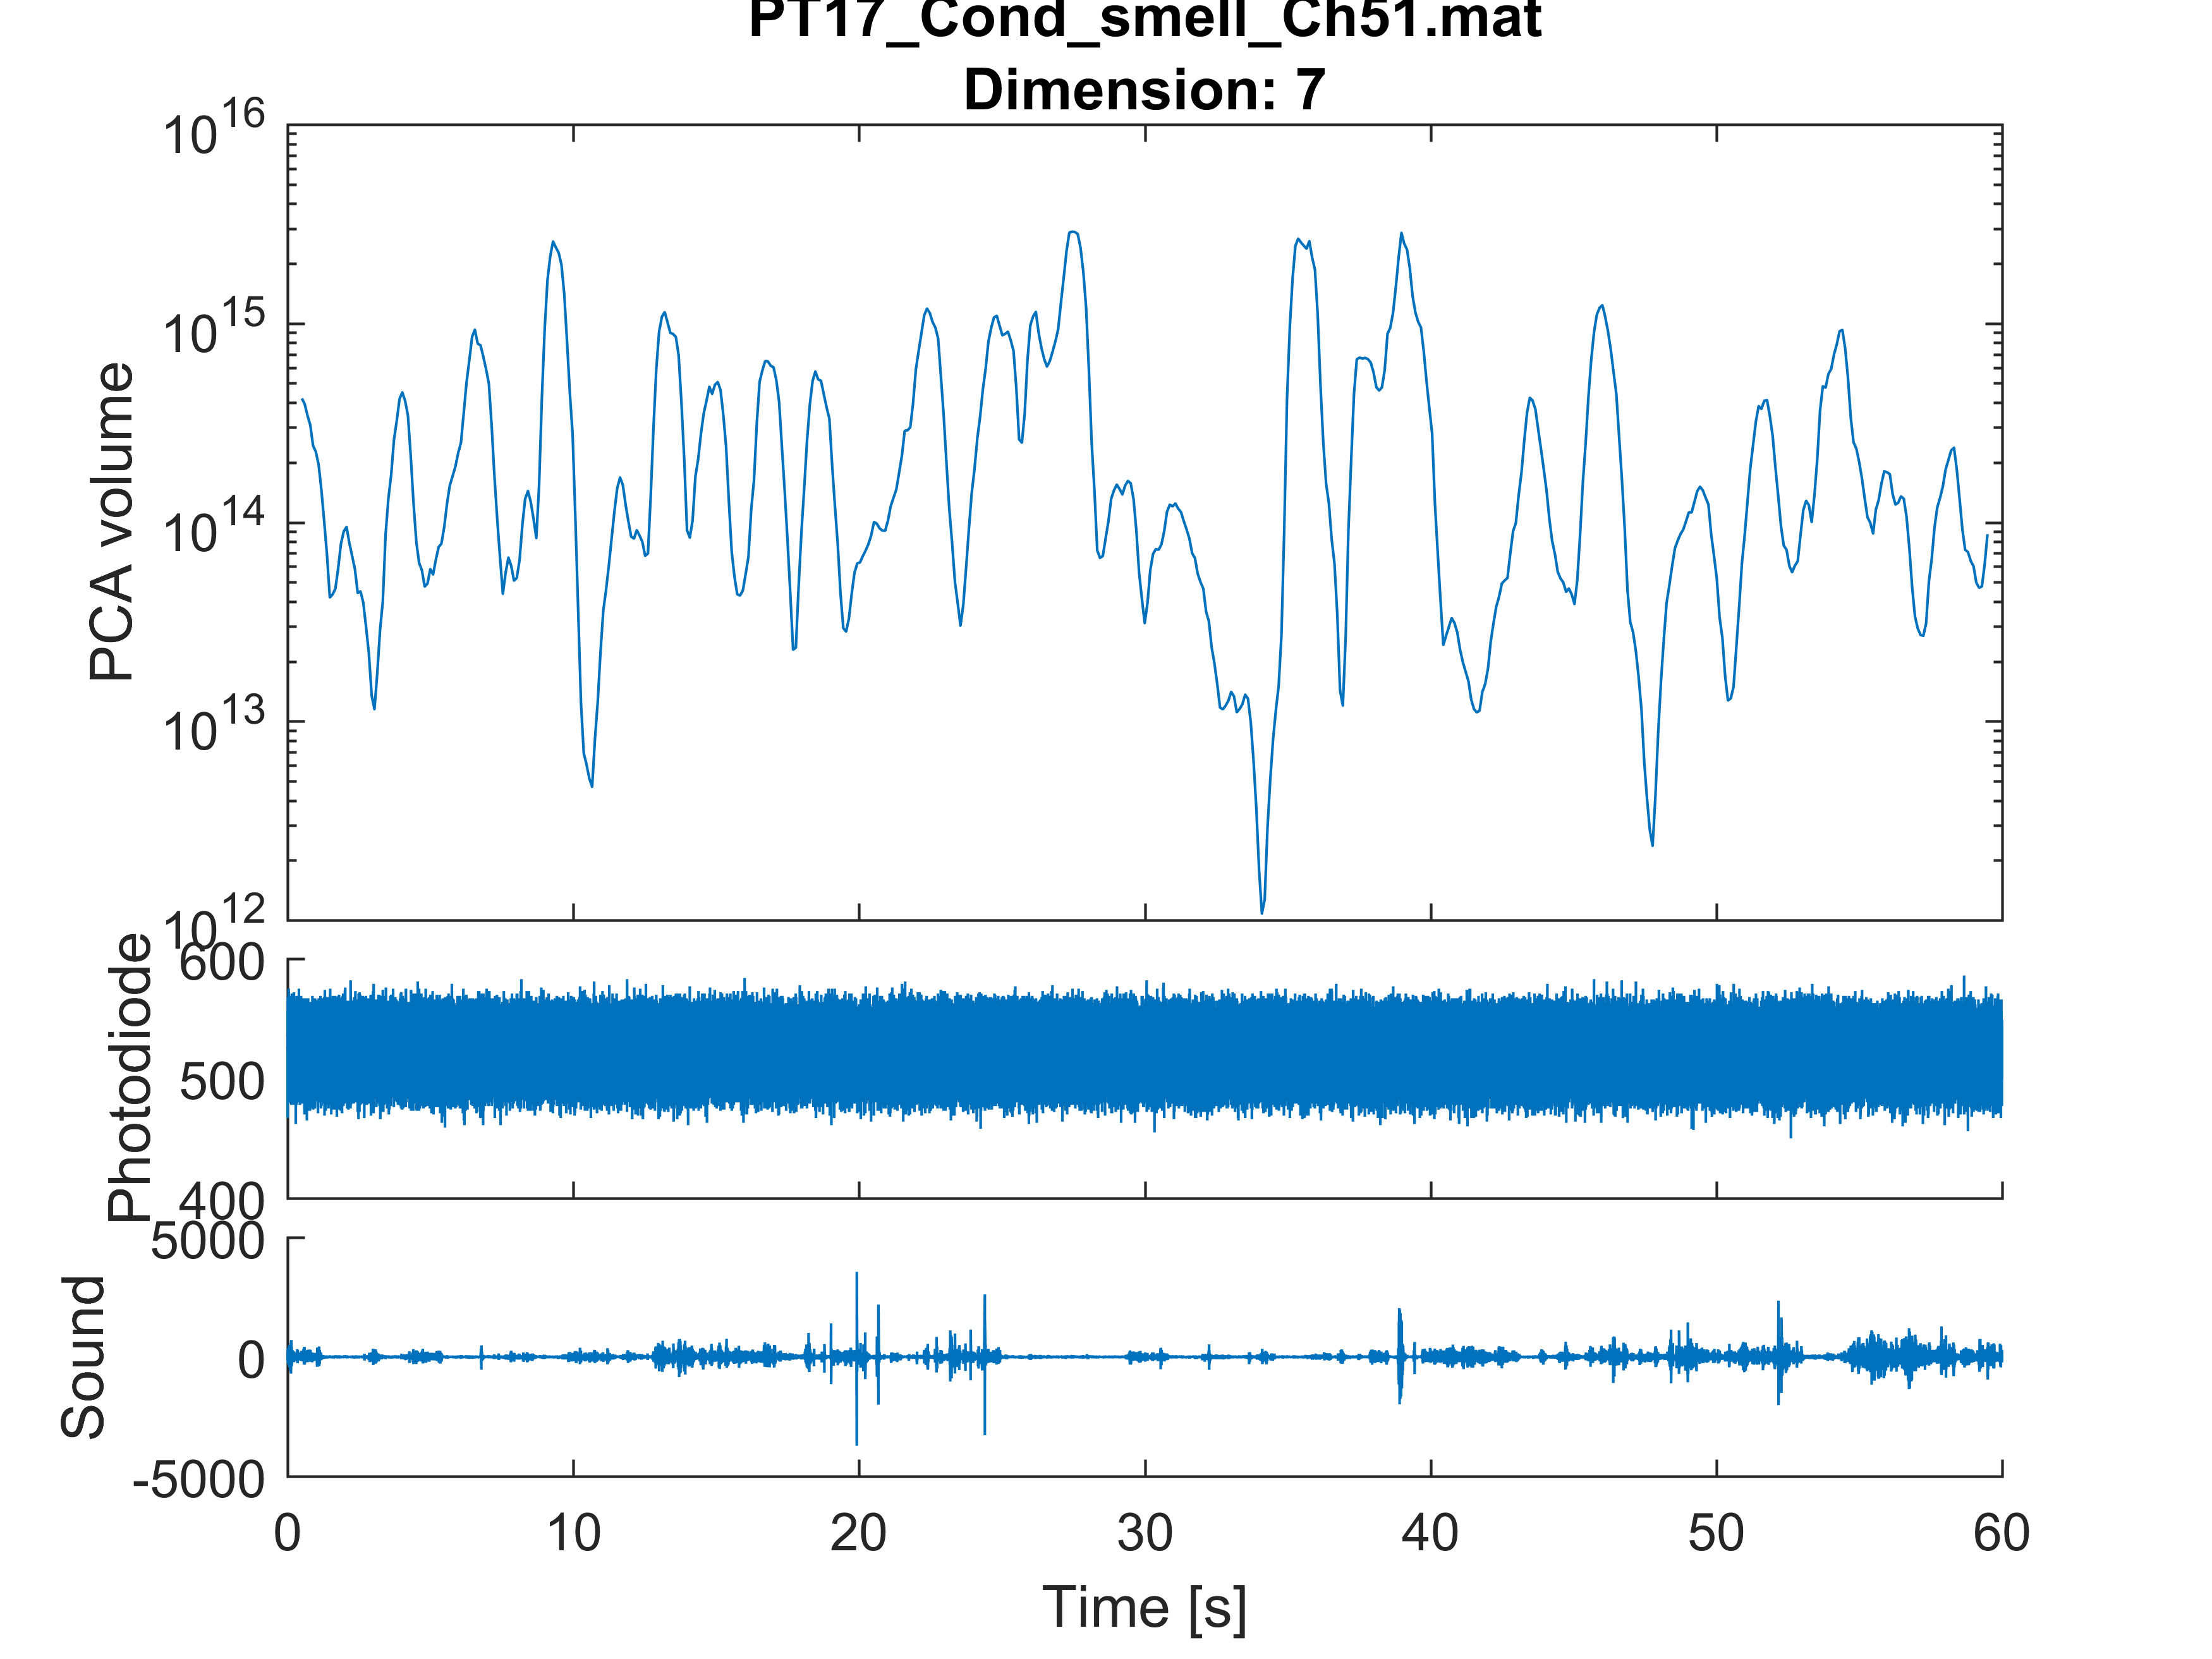 PT17_Cond_smell_Ch51.mat
Dimension: 7
10^16
10^15
10^14
10^13
10^12
PCA volume
600
500
400
Photodiode
5000
0
-5000
Sound
0 10 20 30 40 50 60
Time [s]